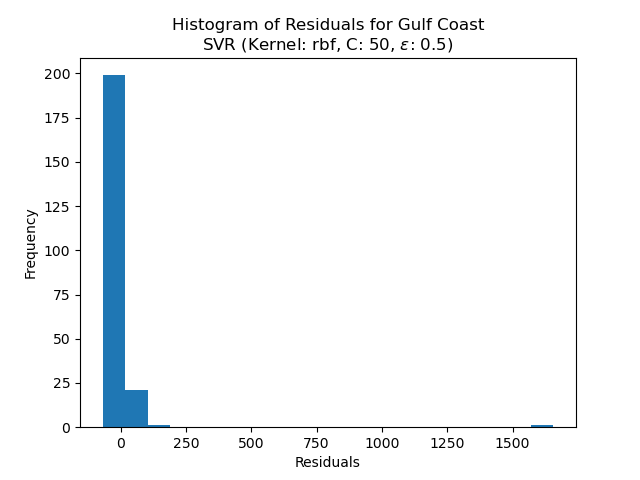 Histogram of Residuals for Gulf Coast
SVR (Kernel: rbf, C: 50, ε: 0.5)
200
175
150
125
100
75
50
25
0
Frequency
0 250 500 750 1000 1250 1500
Residuals